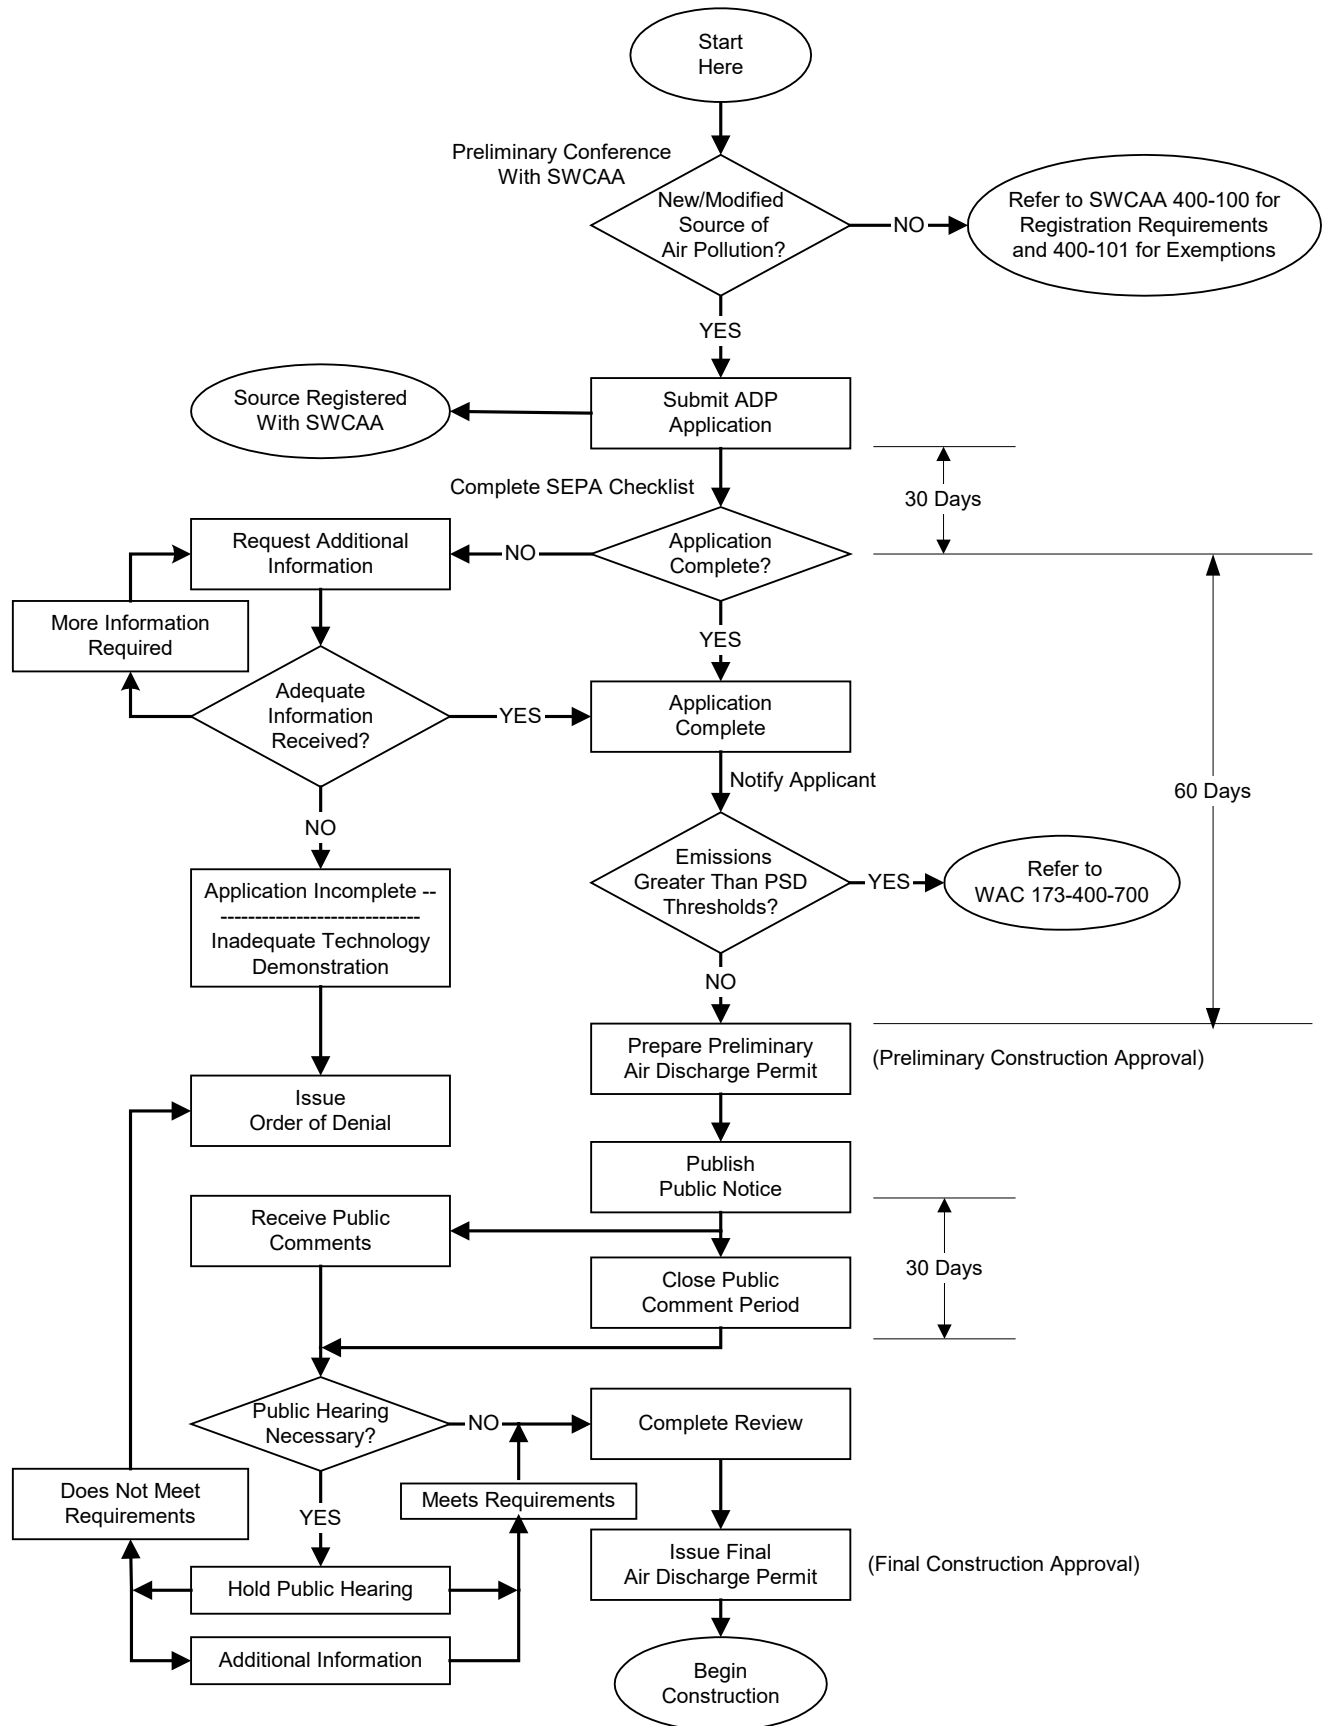 Start
Here
Preliminary Conference
With SWCAA
New/Modified
Source of
Air Pollution?
NO
Refer to SWCAA 400-100 for
Registration Requirements
and 400-101 for Exemptions
YES
Source Registered
With SWCAA
Submit ADP
Application
Complete SEPA Checklist
30 Days
Request Additional
Information
NO
Application
Complete?
More Information
Required
YES
Adequate
Information
Received?
YES
Application
Complete
Notify Applicant
60 Days
NO
Emissions
Greater Than PSD
Thresholds?
YES
Refer to
WAC 173-400-700
Application Incomplete --
-----------------------------
Inadequate Technology
Demonstration
NO
Prepare Preliminary
Air Discharge Permit
(Preliminary Construction Approval)
Issue
Order of Denial
Publish
Public Notice
Receive Public
Comments
Close Public
Comment Period
30 Days
Public Hearing
Necessary?
NO
Complete Review
Does Not Meet
Requirements
YES
Meets Requirements
Issue Final
Air Discharge Permit
(Final Construction Approval)
Hold Public Hearing
Additional Information
Begin
Construction